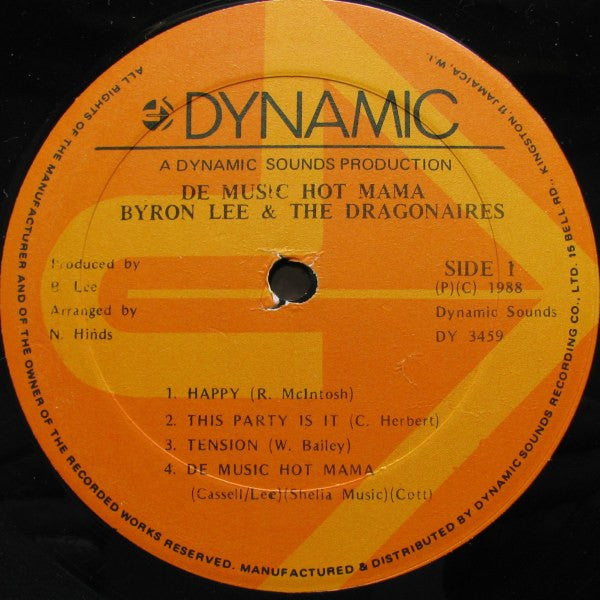 DYNAMIC
A DYNAMIC SOUNDS PRODUCTION
DE MUSIC HOT MAMA
BYRON LEE & THE DRAGONAIRES
Produced by
B Lee
Arranged by
N. Hinds
SIDE 1
(P)(C) 1988
Dynamic Sounds
DY 3459
1. HAPPY (R. McIntosh)
2. THIS PARTY IS IT (C. Herbert)
3. TENSION (W. Bailey)
4. DE MUSIC HOT MAMA
(Cassell/Lee)(Shelia Music)(Cott)
ALL RIGHTS OF THE MANUFACTURER AND OF THE OWNER OF THE RECORDED WORKS RESERVED. MANUFACTURED & DISTRIBUTED BY DYNAMIC SOUNDS RECORDING CO., LTD. 15 BELL RD., KINGSTON 11 JAMAICA, W.I.